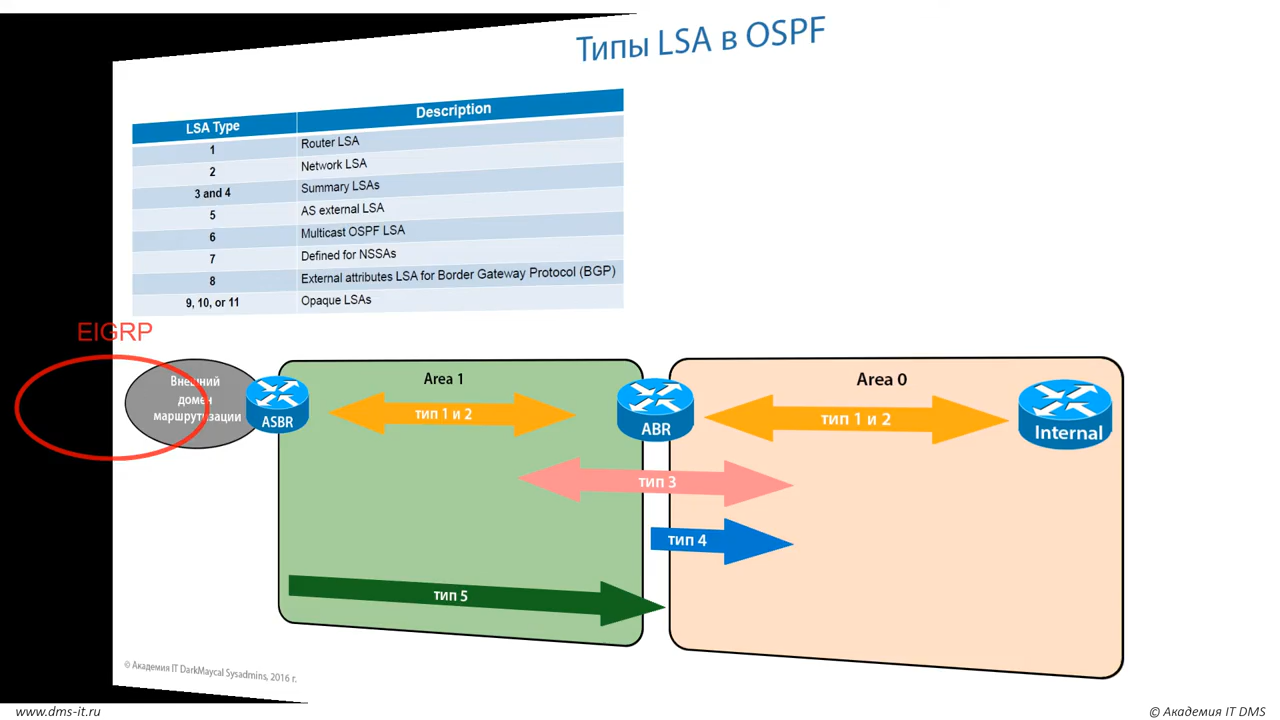 Типы LSA в OSPF
LSA Type Description
1 Router LSA
2 Network LSA
3 and 4 Summary LSAs
5 AS external LSA
6 Multicast OSPF LSA
7 Defined for NSSAs
8 External attributes LSA for Border Gateway Protocol (BGP)
9, 10, or 11 Opaque LSAs
EIGRP
Внешний
домен
маршрутизации
ASBR
Area 1
тип 1 и 2
ABR
Area 0
тип 1 и 2
Internal
тип 3
тип 4
тип 5
© Академия IT DarkMaycal Sysadmins, 2016 г.
www.dms-it.ru
© Академия IT DMS